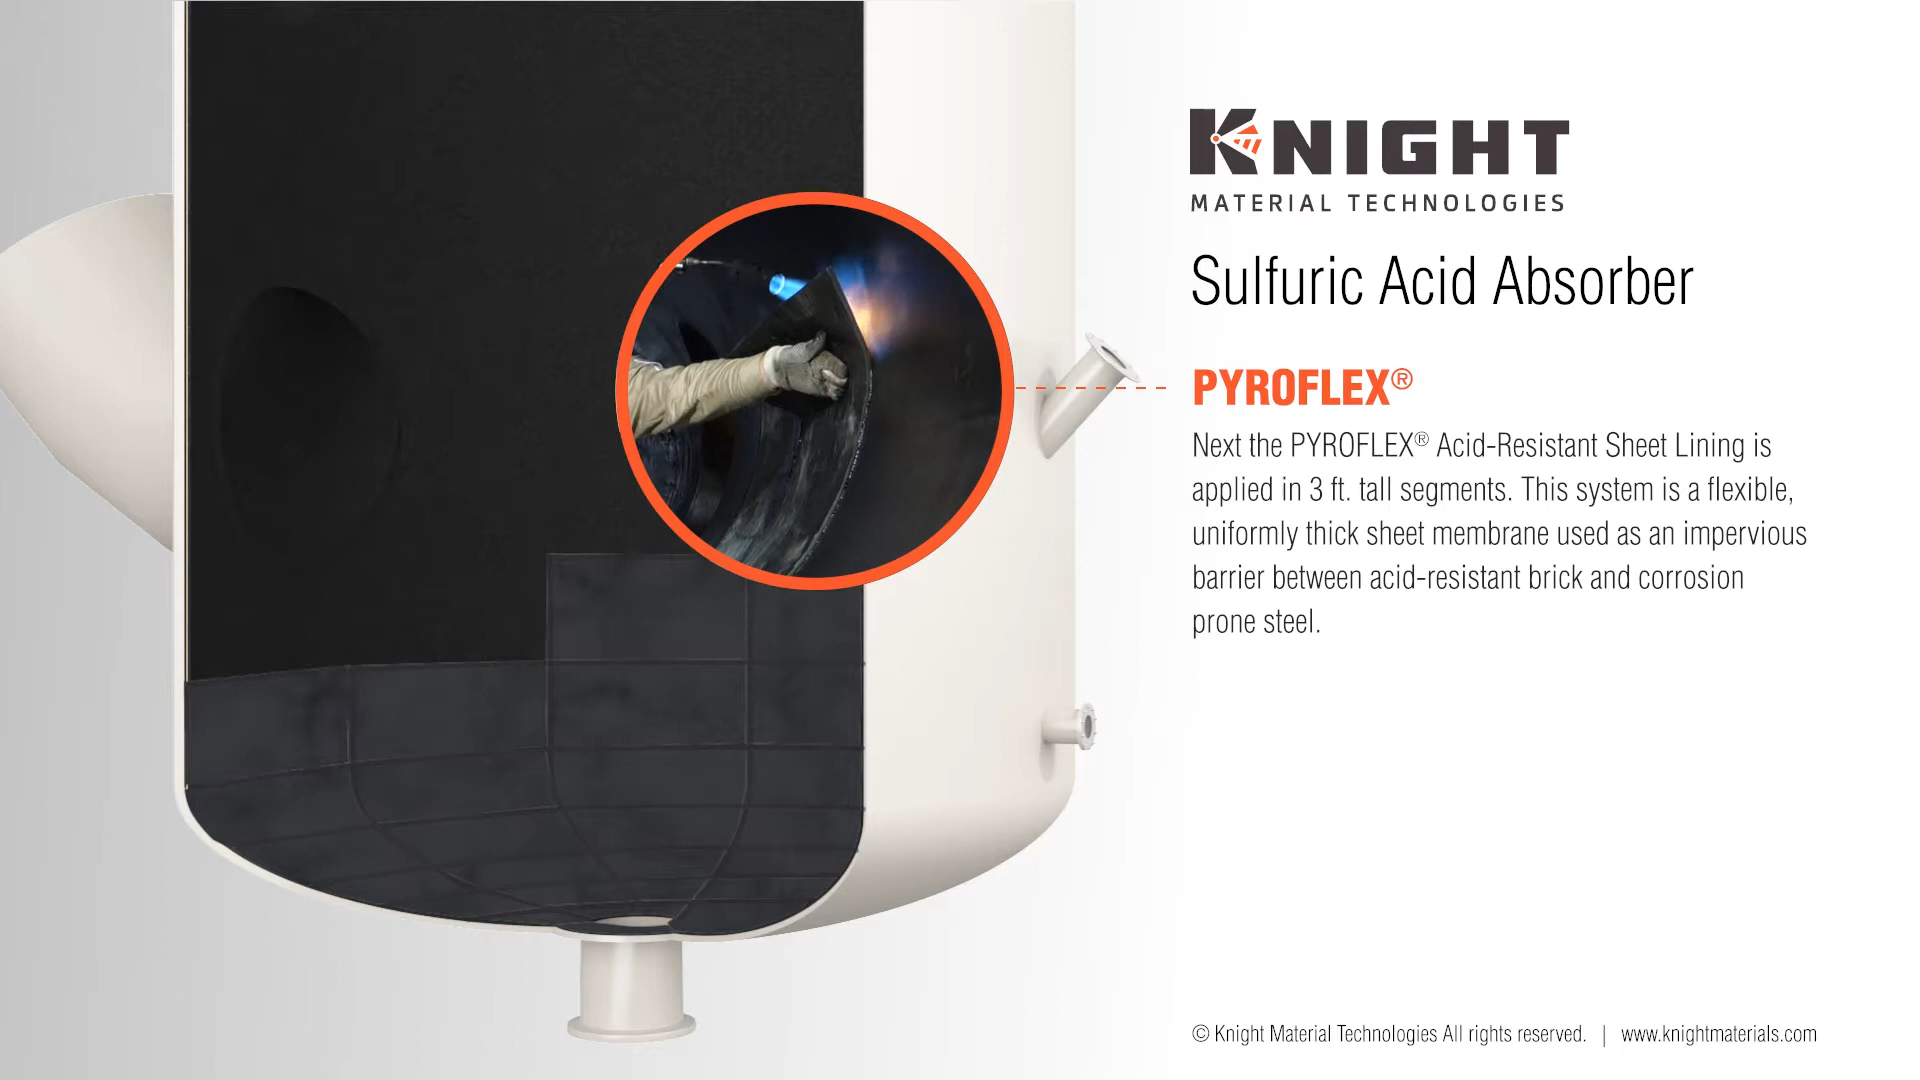 KNIGHT
MATERIAL TECHNOLOGIES
Sulfuric Acid Absorber
PYROFLEX®
Next the PYROFLEX® Acid-Resistant Sheet Lining is
applied in 3 ft. tall segments. This system is a flexible,
uniformly thick sheet membrane used as an impervious
barrier between acid-resistant brick and corrosion
prone steel.
© Knight Material Technologies All rights reserved. | www.knightmaterials.com